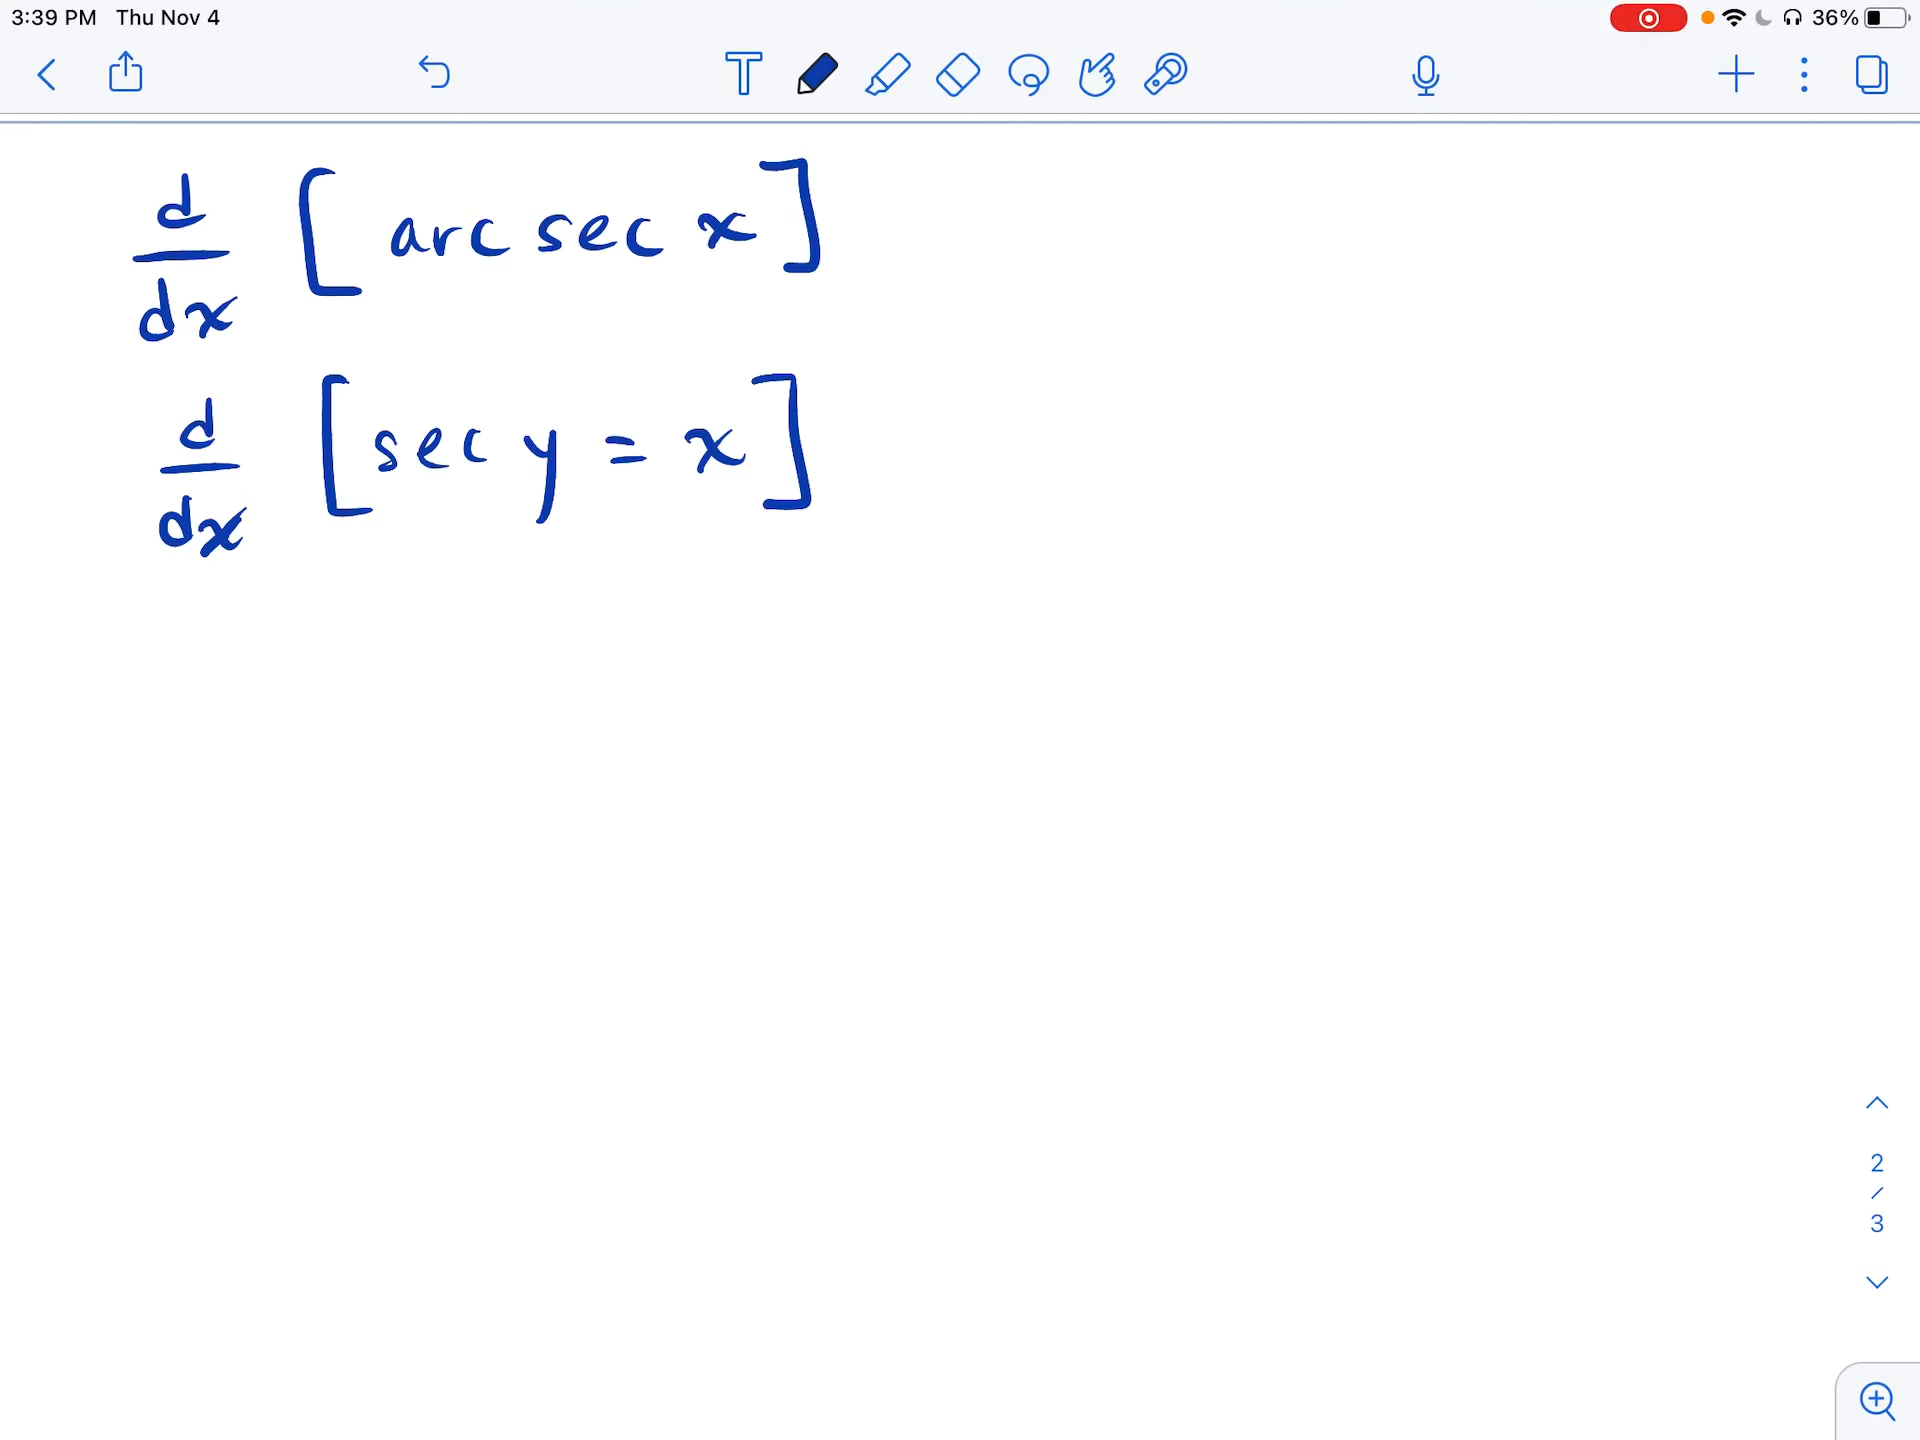 3:39 PM Thu Nov 4 36%
T
d/dx [arc sec x]
d/dx [sec y = x]
2
/
3